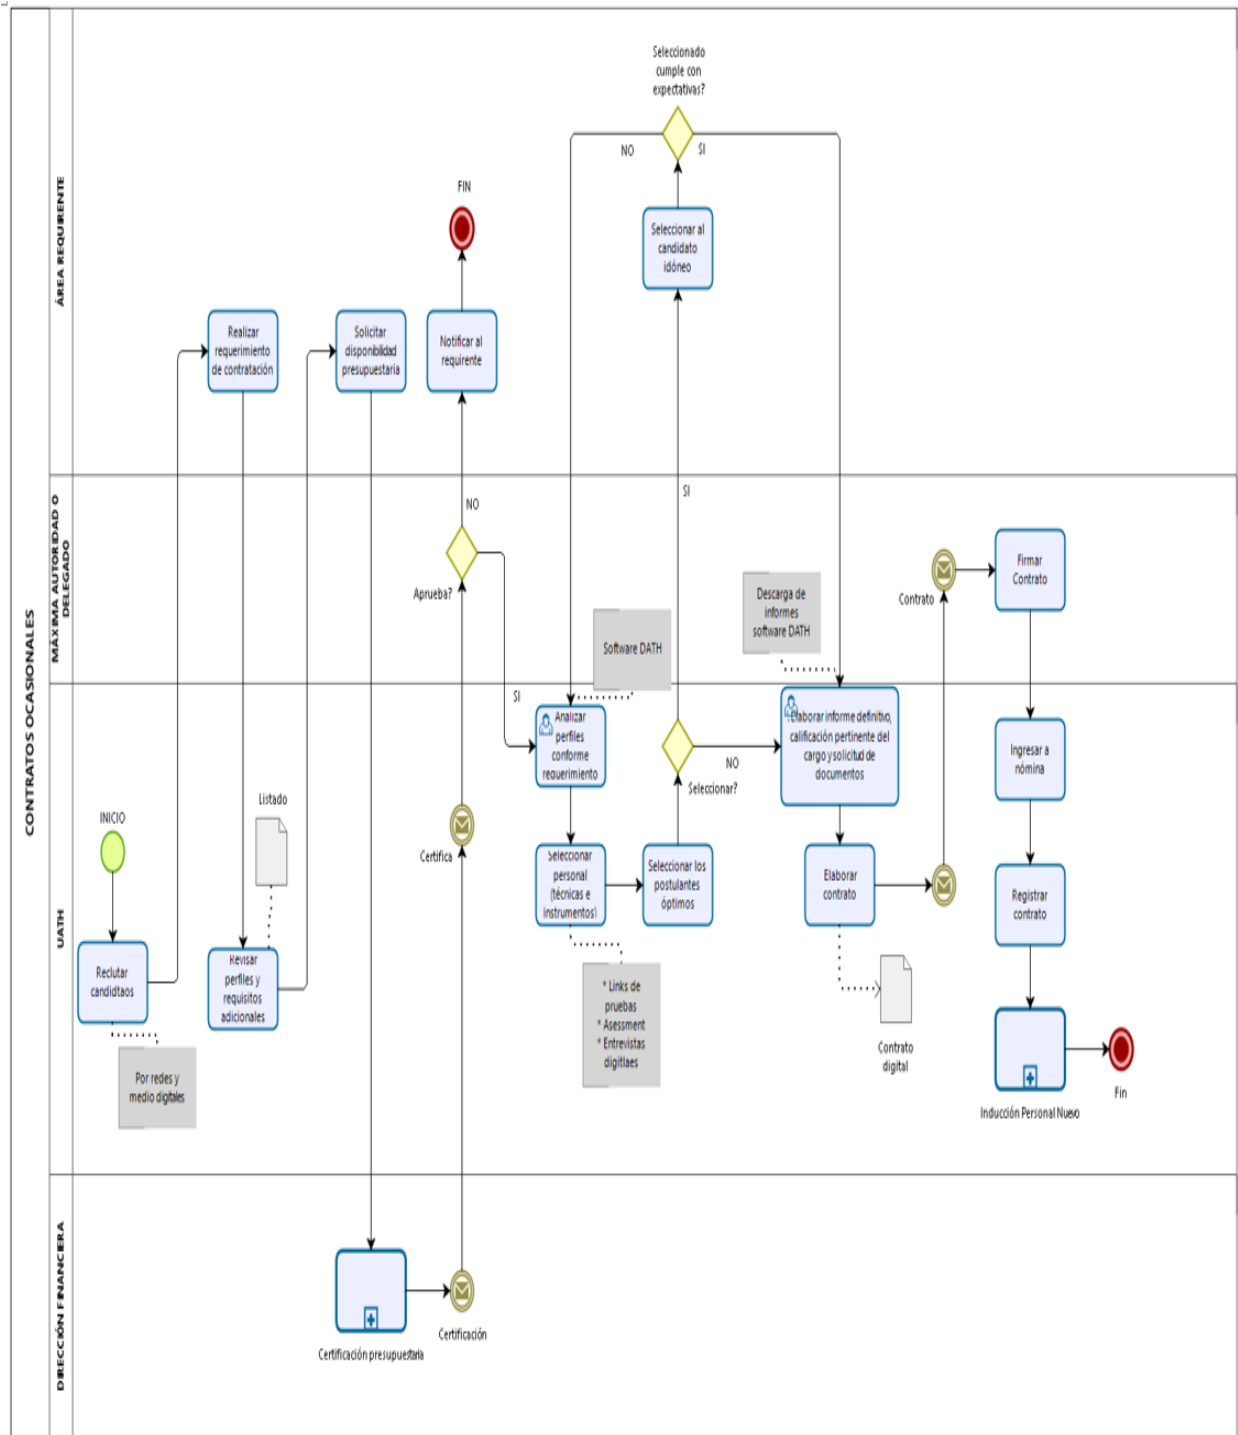 CONTRATOS OCASIONALES
ÁREA REQUIRENTE
Seleccionado
cumple con
expectativas?
NO
SI
FIN
Seleccionar al
candidato
idóneo
Realizar
requerimiento
de contratación
Solicitar
disponibilidad
presupuestaria
Notificar al
requirente
MÁXIMA AUTORIDAD O
DELEGADO
SI
NO
Aprueba?
Firmar
Contrato
Contrato
Descarga de
informes
software DATH
Software DATH
UATH
SI
Analizar
perfiles
conforme
requerimiento
Elaborar informe definitivo,
calificación pertinente del
cargo y solicitud de
documentos
NO
Seleccionar?
Ingresar a
nómina
Listado
INICIO
Certifica
Seleccionar
personal
(técnicas e
instrumentos)
Seleccionar los
postulantes
óptimos
Elaborar
contrato
Registrar
contrato
Reclutar
candidtaos
Revisar
perfiles y
requisitos
adicionales
* Links de
pruebas
* Asessment
* Entrevistas
digitlaes
Contrato
digital
Por redes y
medio digitales
Inducción Personal Nuevo
Fin
DIRECCIÓN FINANCIERA
Certificación
Certificación presupuestaria